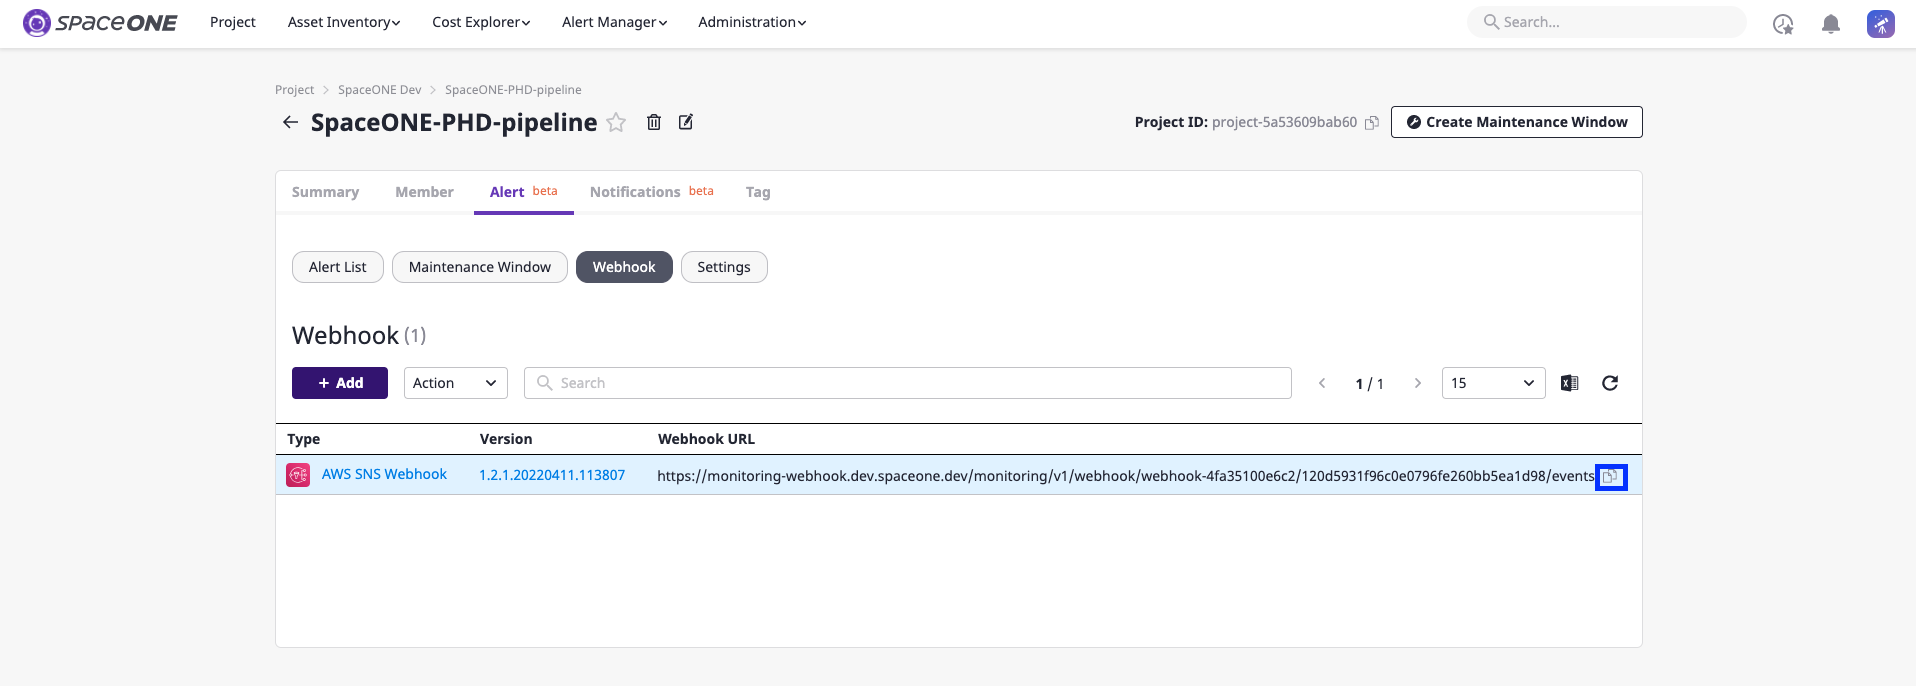 spaceONE Project Asset Inventory Cost Explorer Alert Manager Administration Search...
Project > SpaceONE Dev > SpaceONE-PHD-pipeline
SpaceONE-PHD-pipeline Project ID: project-5a53609bab60 Create Maintenance Window
Summary Member Alert beta Notifications beta Tag
Alert List Maintenance Window Webhook Settings
Webhook (1)
+ Add Action Search 1 / 1 15
Type Version Webhook URL
AWS SNS Webhook 1.2.1.20220411.113807 https://monitoring-webhook.dev.spaceone.dev/monitoring/v1/webhook/webhook-4fa35100e6c2/120d5931f96c0e0796fe260bb5ea1d98/events